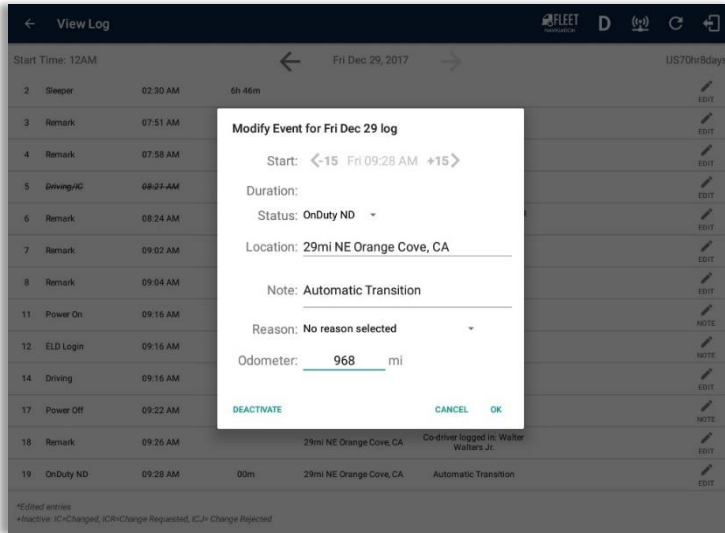 View Log
FLEET
NAVIGATION
D
Start Time: 12AM
Fri Dec 29, 2017
US70hr8days
2 Sleeper 02:30 AM 6h 46m EDIT
3 Remark 07:51 AM EDIT
4 Remark 07:58 AM EDIT
5 Driving/IC 08:21 AM EDIT
6 Remark 08:24 AM EDIT
7 Remark 09:02 AM EDIT
8 Remark 09:04 AM EDIT
11 Power On 09:16 AM NOTE
12 ELD Login 09:16 AM NOTE
14 Driving 09:16 AM EDIT
17 Power Off 09:22 AM NOTE
18 Remark 09:26 AM 29mi NE Orange Cove, CA Co-driver logged in: Walter Walters Jr. EDIT
19 OnDuty ND 09:28 AM 00m 29mi NE Orange Cove, CA Automatic Transition EDIT
*Edited entries
+Inactive: IC=Changed, ICR=Change Requested, ICJ= Change Rejected
Modify Event for Fri Dec 29 log
Start: -15 Fri 09:28 AM +15
Duration:
Status: OnDuty ND
Location: 29mi NE Orange Cove, CA
Note: Automatic Transition
Reason: No reason selected
Odometer: 968 mi
DEACTIVATE CANCEL OK